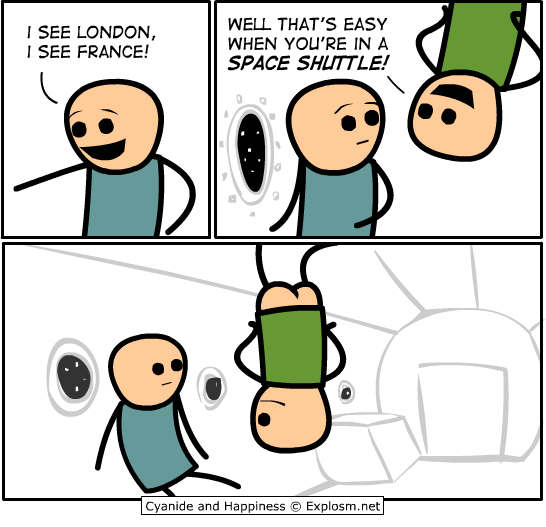 I SEE LONDON,
I SEE FRANCE!
WELL THAT'S EASY
WHEN YOU'RE IN A
SPACE SHUTTLE!
Cyanide and Happiness © Explosm.net